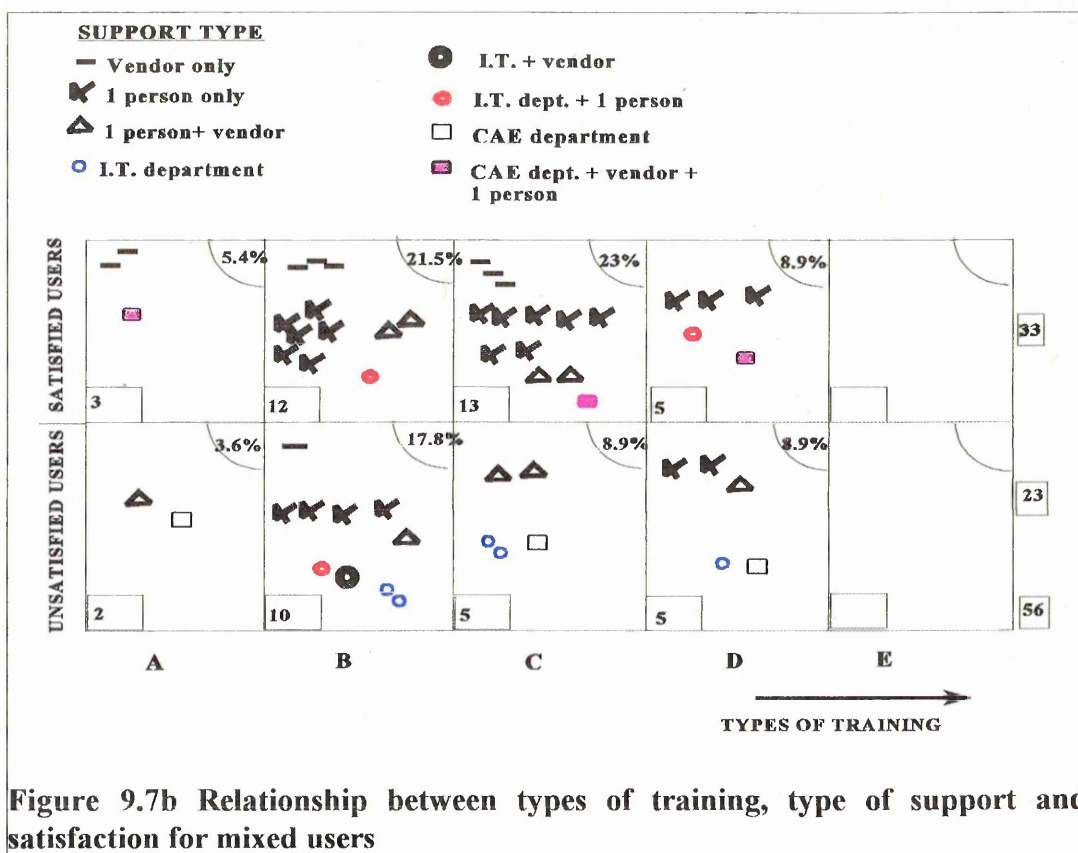 SUPPORT TYPE
Vendor only
1 person only
1 person+ vendor
I.T. department
I.T. + vendor
I.T. dept. + 1 person
CAE department
CAE dept. + vendor +
1 person
SATISFIED USERS
5.4%
21.5%
23%
8.9%
33
3
12
13
5
UNSATISFIED USERS
3.6%
17.8%
8.9%
8.9%
23
2
10
5
5
56
A
B
C
D
E
TYPES OF TRAINING
Figure 9.7b Relationship between types of training, type of support and
satisfaction for mixed users